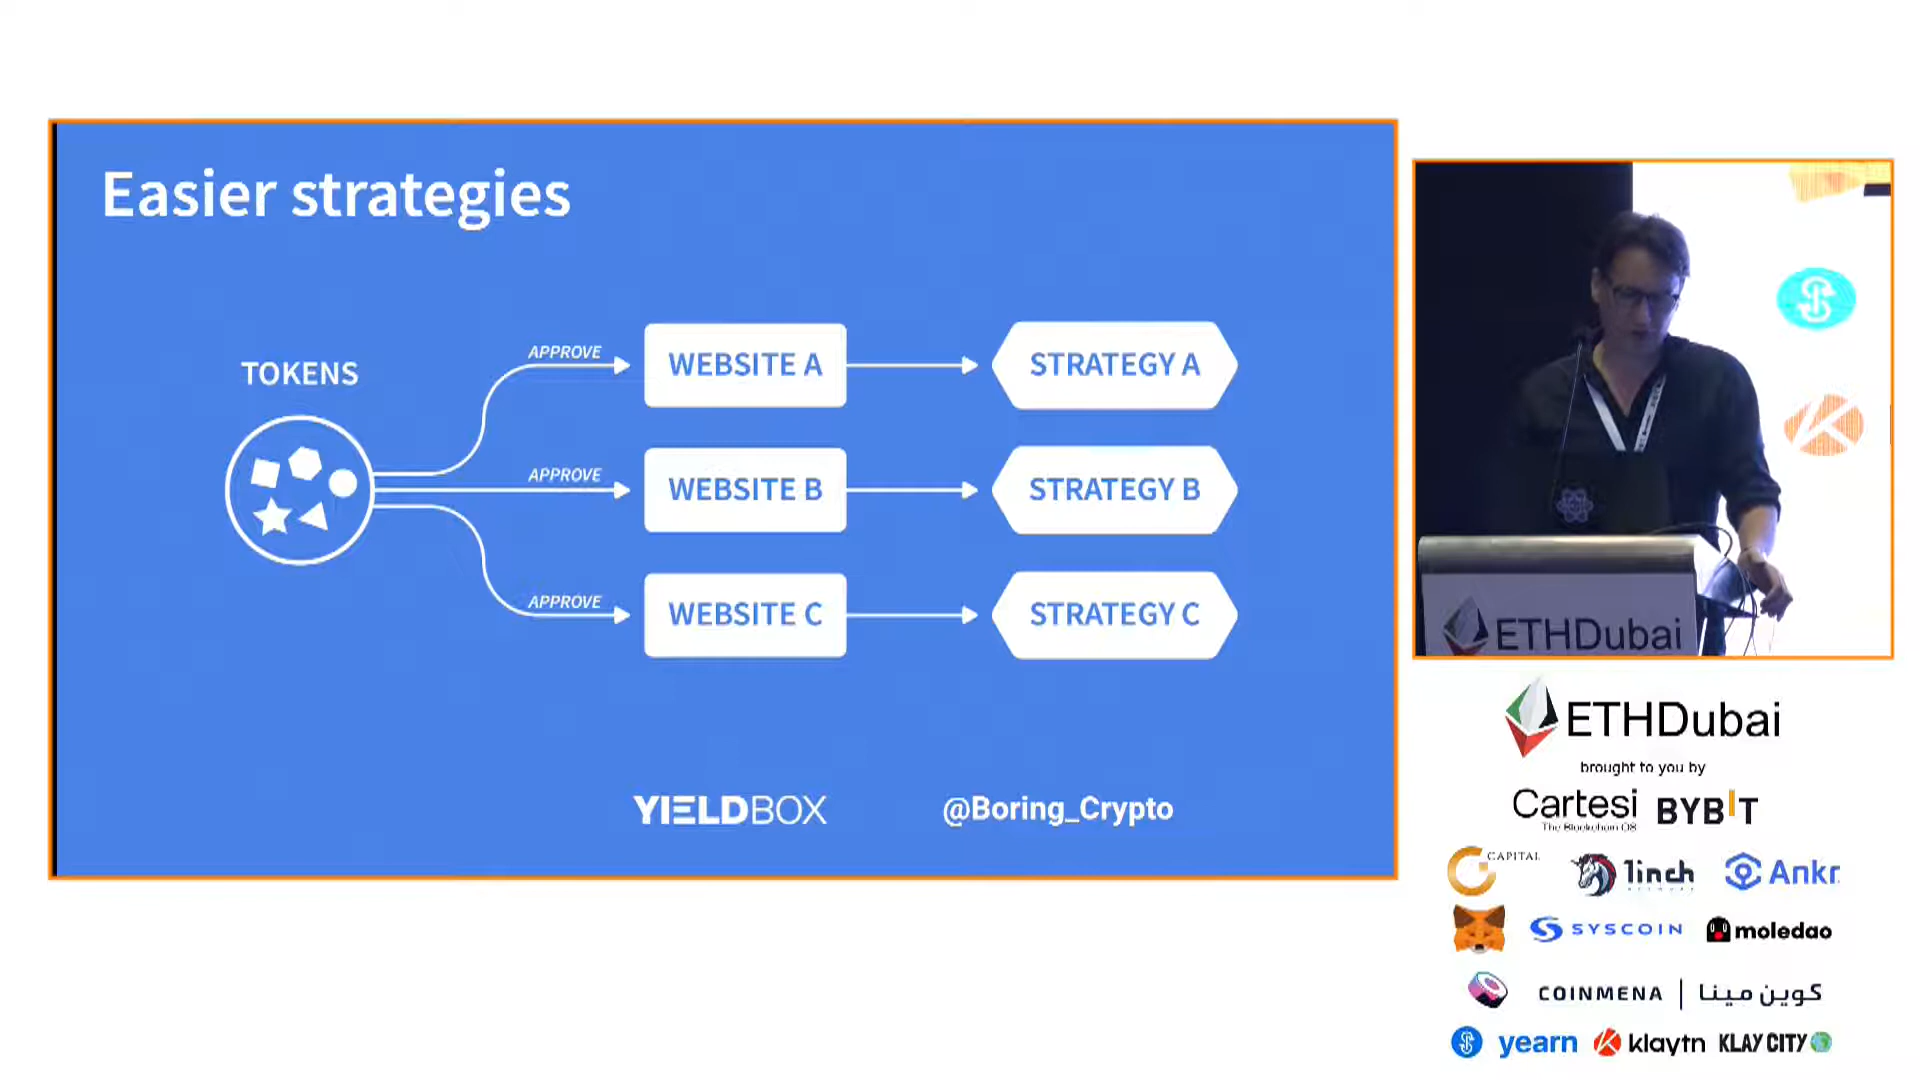 Easier strategies
TOKENS
APPROVE
WEBSITE A
STRATEGY A
APPROVE
WEBSITE B
STRATEGY B
APPROVE
WEBSITE C
STRATEGY C
YIELDBOX
@Boring_Crypto
ETHDubai
ETHDubai
brought to you by
Cartesi
The Blockchain OS
BYBIT
CAPITAL
1inch
NETWORK
Ankr
SYSCOIN
moledao
COINMENA | كوين مينا
yearn
klaytn
KLAY CITY